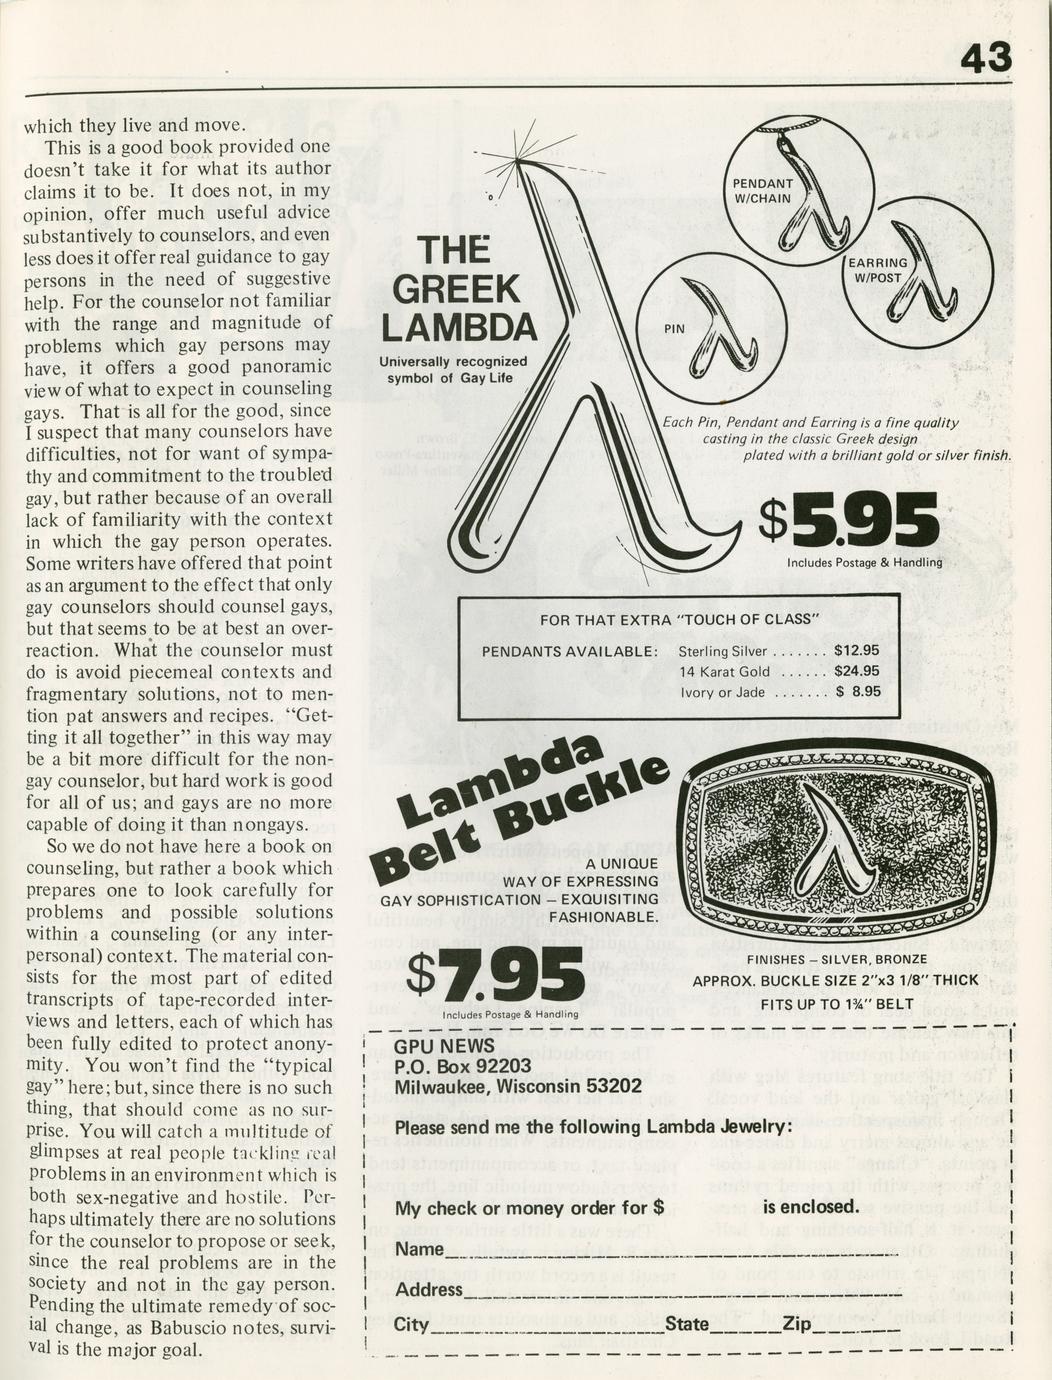 43
which they live and move.
This is a good book provided one
doesn't take it for what its author
claims it to be. It does not, in my
opinion, offer much useful advice
substantively to counselors, and even
less does it offer real guidance to gay
persons in the need of suggestive
help. For the counselor not familiar
with the range and magnitude of
problems which gay persons may
have, it offers a good panoramic
view of what to expect in counseling
gays. That is all for the good, since
I suspect that many counselors have
difficulties, not for want of sympa-
thy and commitment to the troubled
gay, but rather because of an overall
lack of familiarity with the context
in which the gay person operates.
Some writers have offered that point
as an argument to the effect that only
gay counselors should counsel gays,
but that seems to be at best an over-
reaction. What the counselor must
do is avoid piecemeal contexts and
fragmentary solutions, not to men-
tion pat answers and recipes. "Get-
ting it all together" in this way may
be a bit more difficult for the non-
gay counselor, but hard work is good
for all of us; and gays are no more
capable of doing it than nongays.
So we do not have here a book on
counseling, but rather a book which
prepares one to look carefully for
problems and possible solutions
within a counseling (or any inter-
personal) context. The material con-
sists for the most part of edited
transcripts of tape-recorded inter-
views and letters, each of which has
been fully edited to protect anony-
mity. You won't find the "typical
gay" here; but, since there is no such
thing, that should come as no sur-
prise. You will catch a multitude of
glimpses at real people tackling real
problems in an environment which is
both sex-negative and hostile. Per-
haps ultimately there are no solutions
for the counselor to propose or seek,
since the real problems are in the
society and not in the gay person.
Pending the ultimate remedy of soc-
ial change, as Babuscio notes, survi-
val is the major goal.
THE
GREEK
LAMBDA
Universally recognized
symbol of Gay Life
PENDANT
W/CHAIN
EARRING
W/POST
PIN
Each Pin, Pendant and Earring is a fine quality
casting in the classic Greek design
plated with a brilliant gold or silver finish.
$5.95
Includes Postage & Handling
FOR THAT EXTRA "TOUCH OF CLASS"
PENDANTS AVAILABLE: Sterling Silver ....... $12.95
14 Karat Gold ...... $24.95
Ivory or Jade ....... $ 8.95
Lambda
Belt Buckle
A UNIQUE
WAY OF EXPRESSING
GAY SOPHISTICATION – EXQUISITING
FASHIONABLE.
$7.95
Includes Postage & Handling
FINISHES – SILVER, BRONZE
APPROX. BUCKLE SIZE 2"x3 1/8" THICK
FITS UP TO 1¾" BELT
GPU NEWS
P.O. Box 92203
Milwaukee, Wisconsin 53202
Please send me the following Lambda Jewelry:
My check or money order for $ is enclosed.
Name
Address
City State Zip